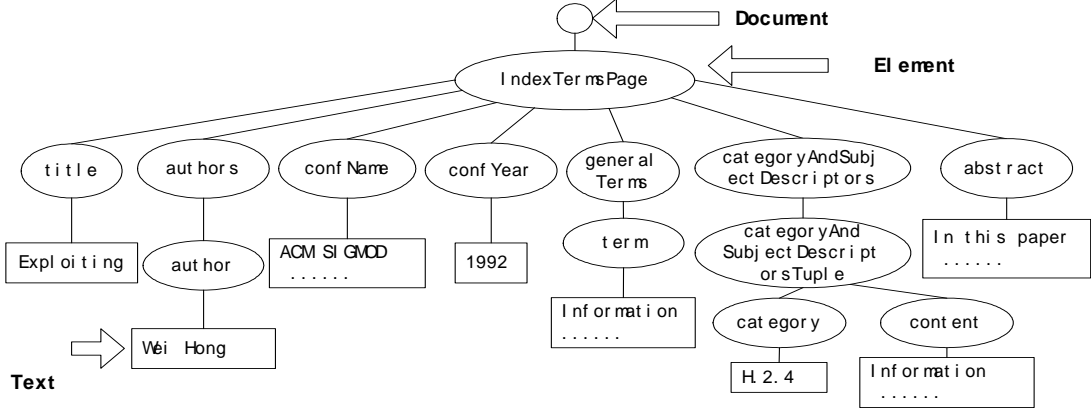 Document
IndexTermsPage
Element
title
authors
confName
confYear
general
Terms
categoryAndSubj
ectDescriptors
abstract
Exploiting
author
ACM SIGMOD
......
1992
term
categoryAnd
SubjectDescript
orsTuple
In this paper
......
Wei Hong
Information
......
category
content
Text
H.2.4
Information
......